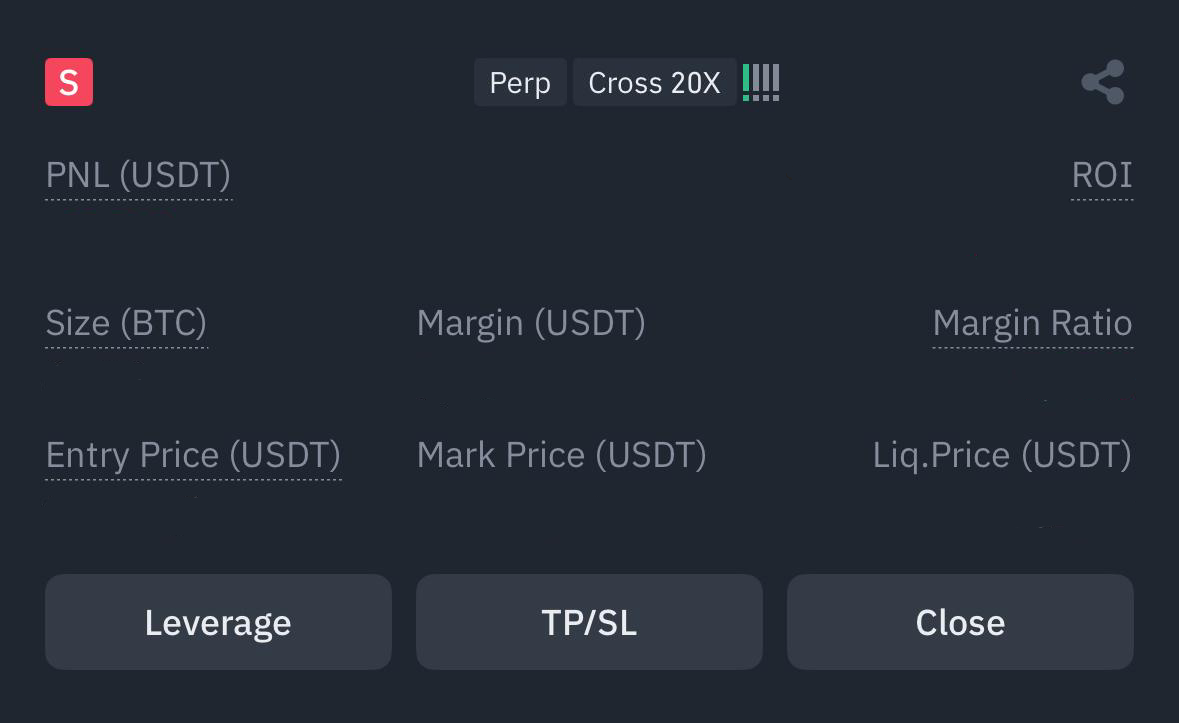 S Perp Cross 20X
PNL (USDT) ROI
Size (BTC) Margin (USDT) Margin Ratio
Entry Price (USDT) Mark Price (USDT) Liq.Price (USDT)
Leverage TP/SL Close